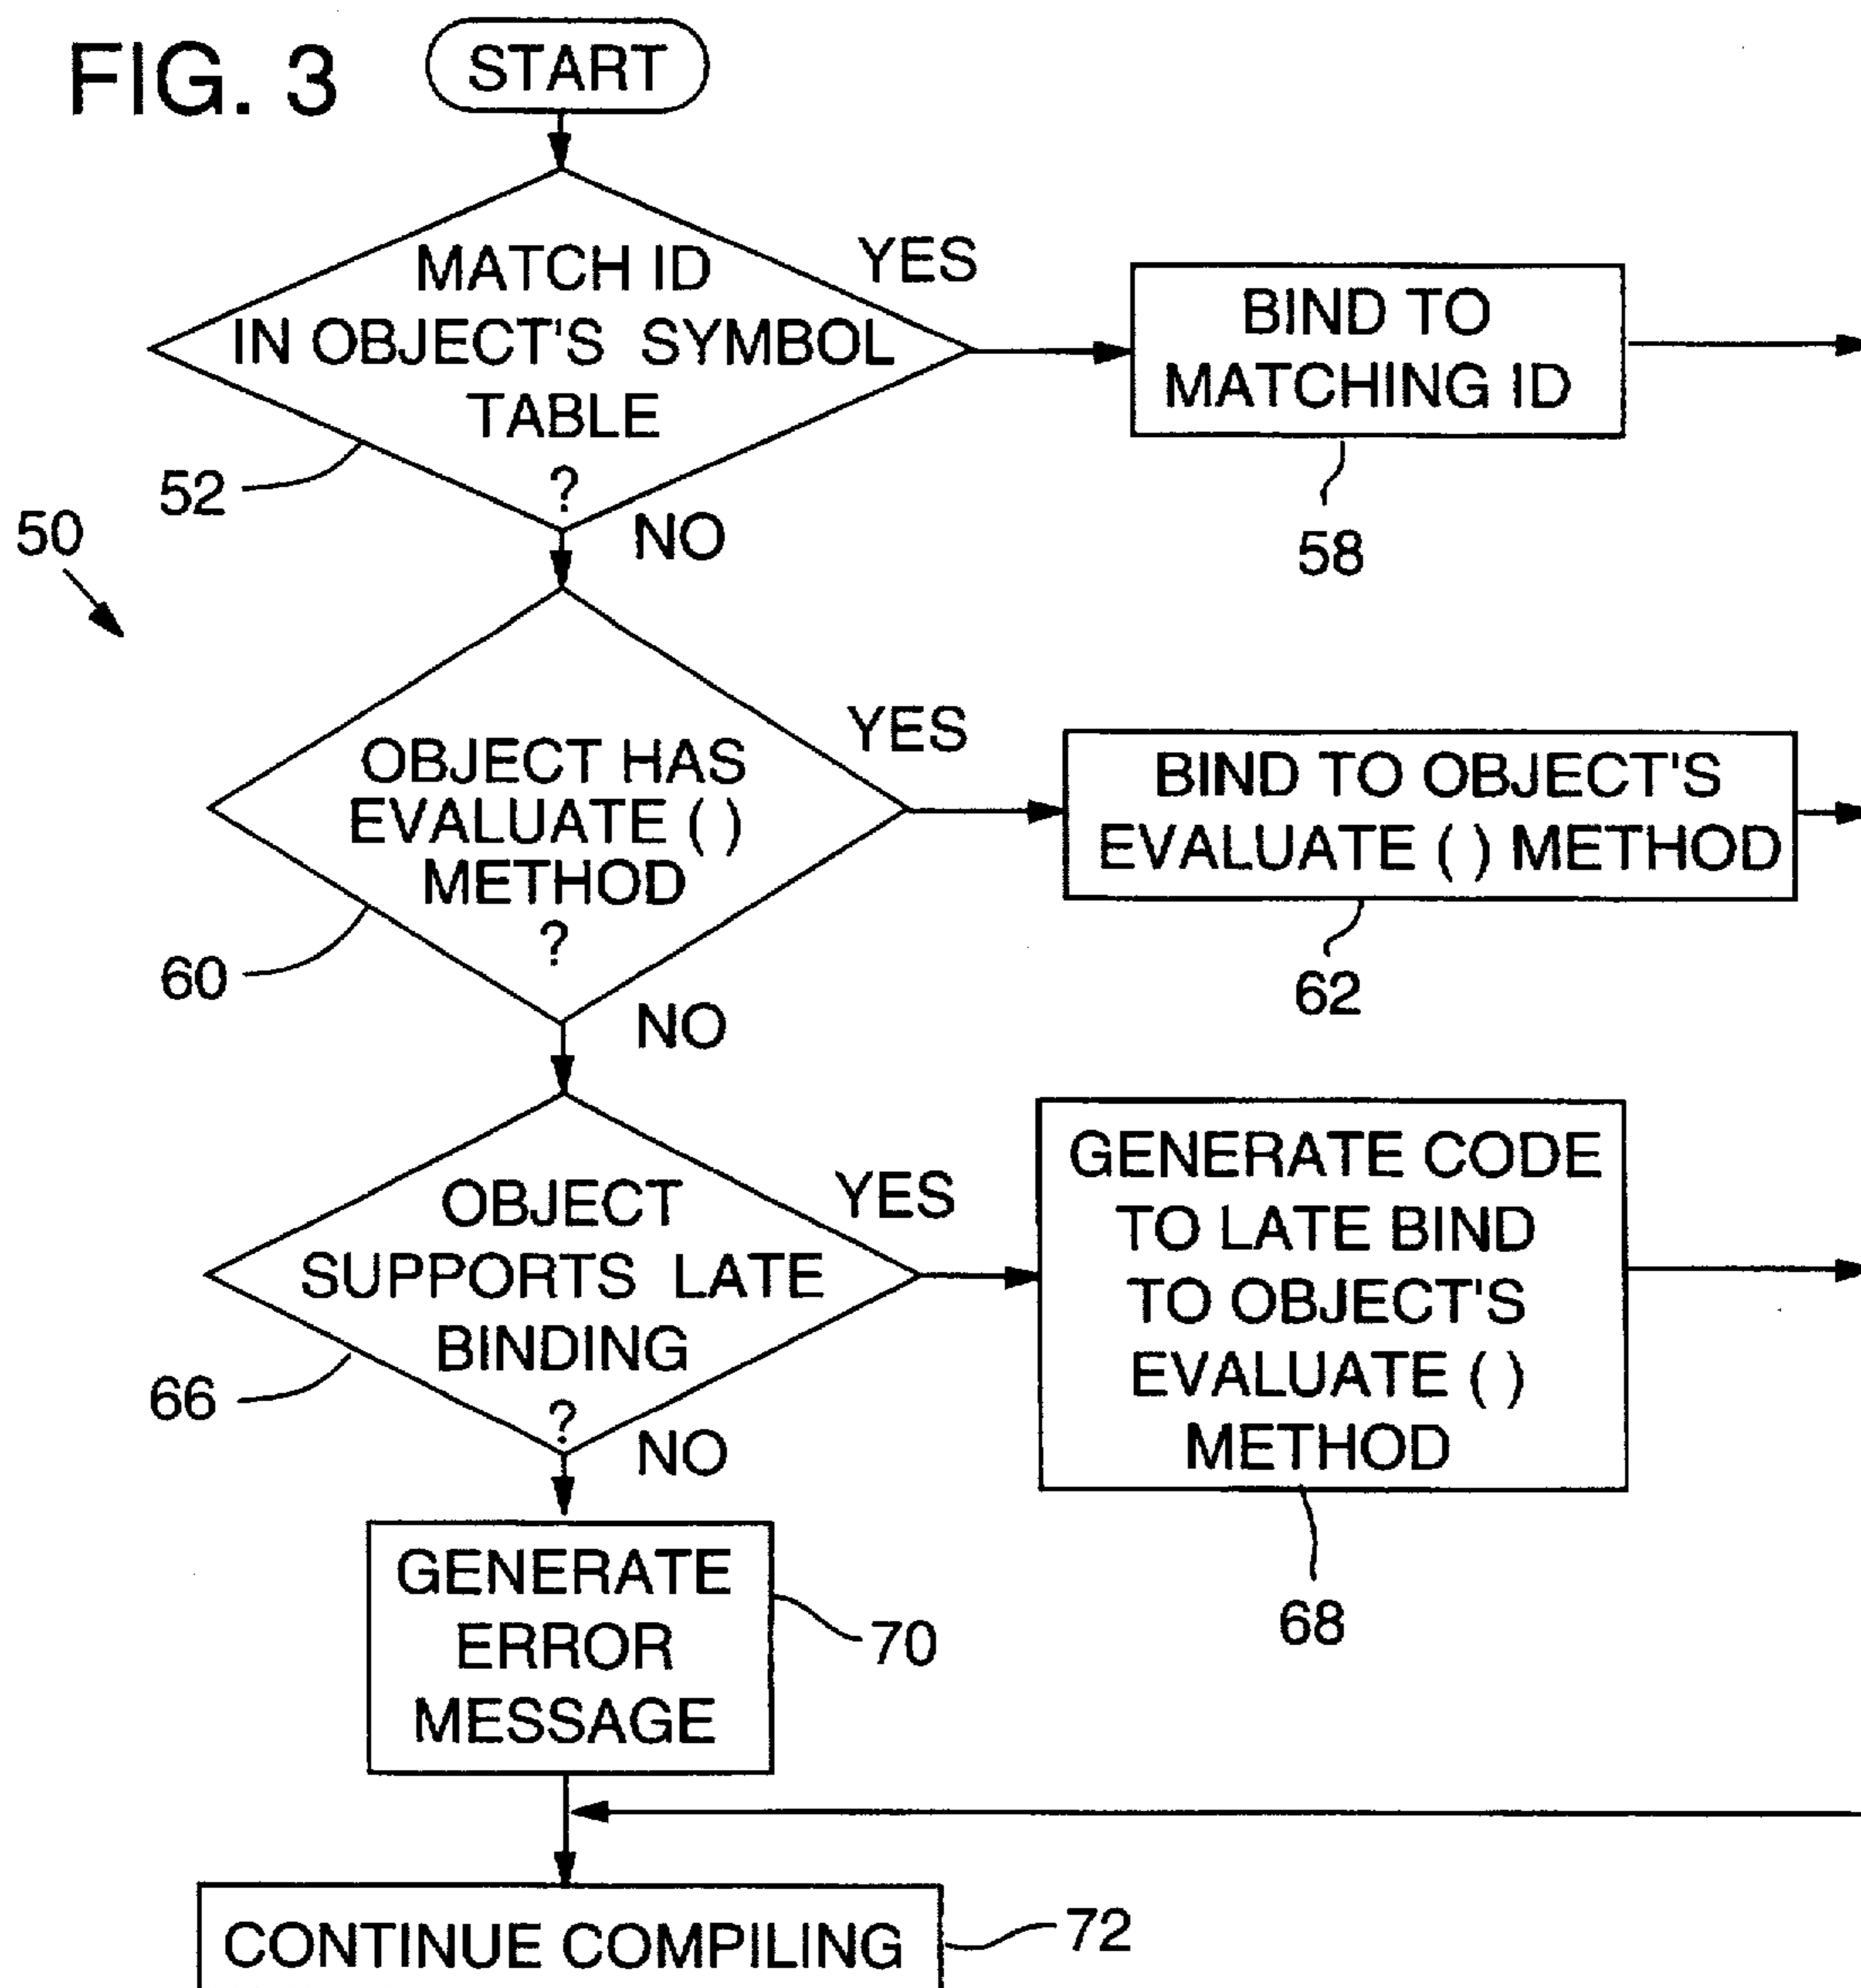 FIG. 3
START
MATCH ID
IN OBJECT'S SYMBOL
TABLE
?
YES
BIND TO
MATCHING ID
52
58
50
NO
OBJECT HAS
EVALUATE ( )
METHOD
?
YES
BIND TO OBJECT'S
EVALUATE ( ) METHOD
60
62
NO
OBJECT
SUPPORTS LATE
BINDING
?
YES
GENERATE CODE
TO LATE BIND
TO OBJECT'S
EVALUATE ( )
METHOD
66
68
NO
GENERATE
ERROR
MESSAGE
70
CONTINUE COMPILING
72